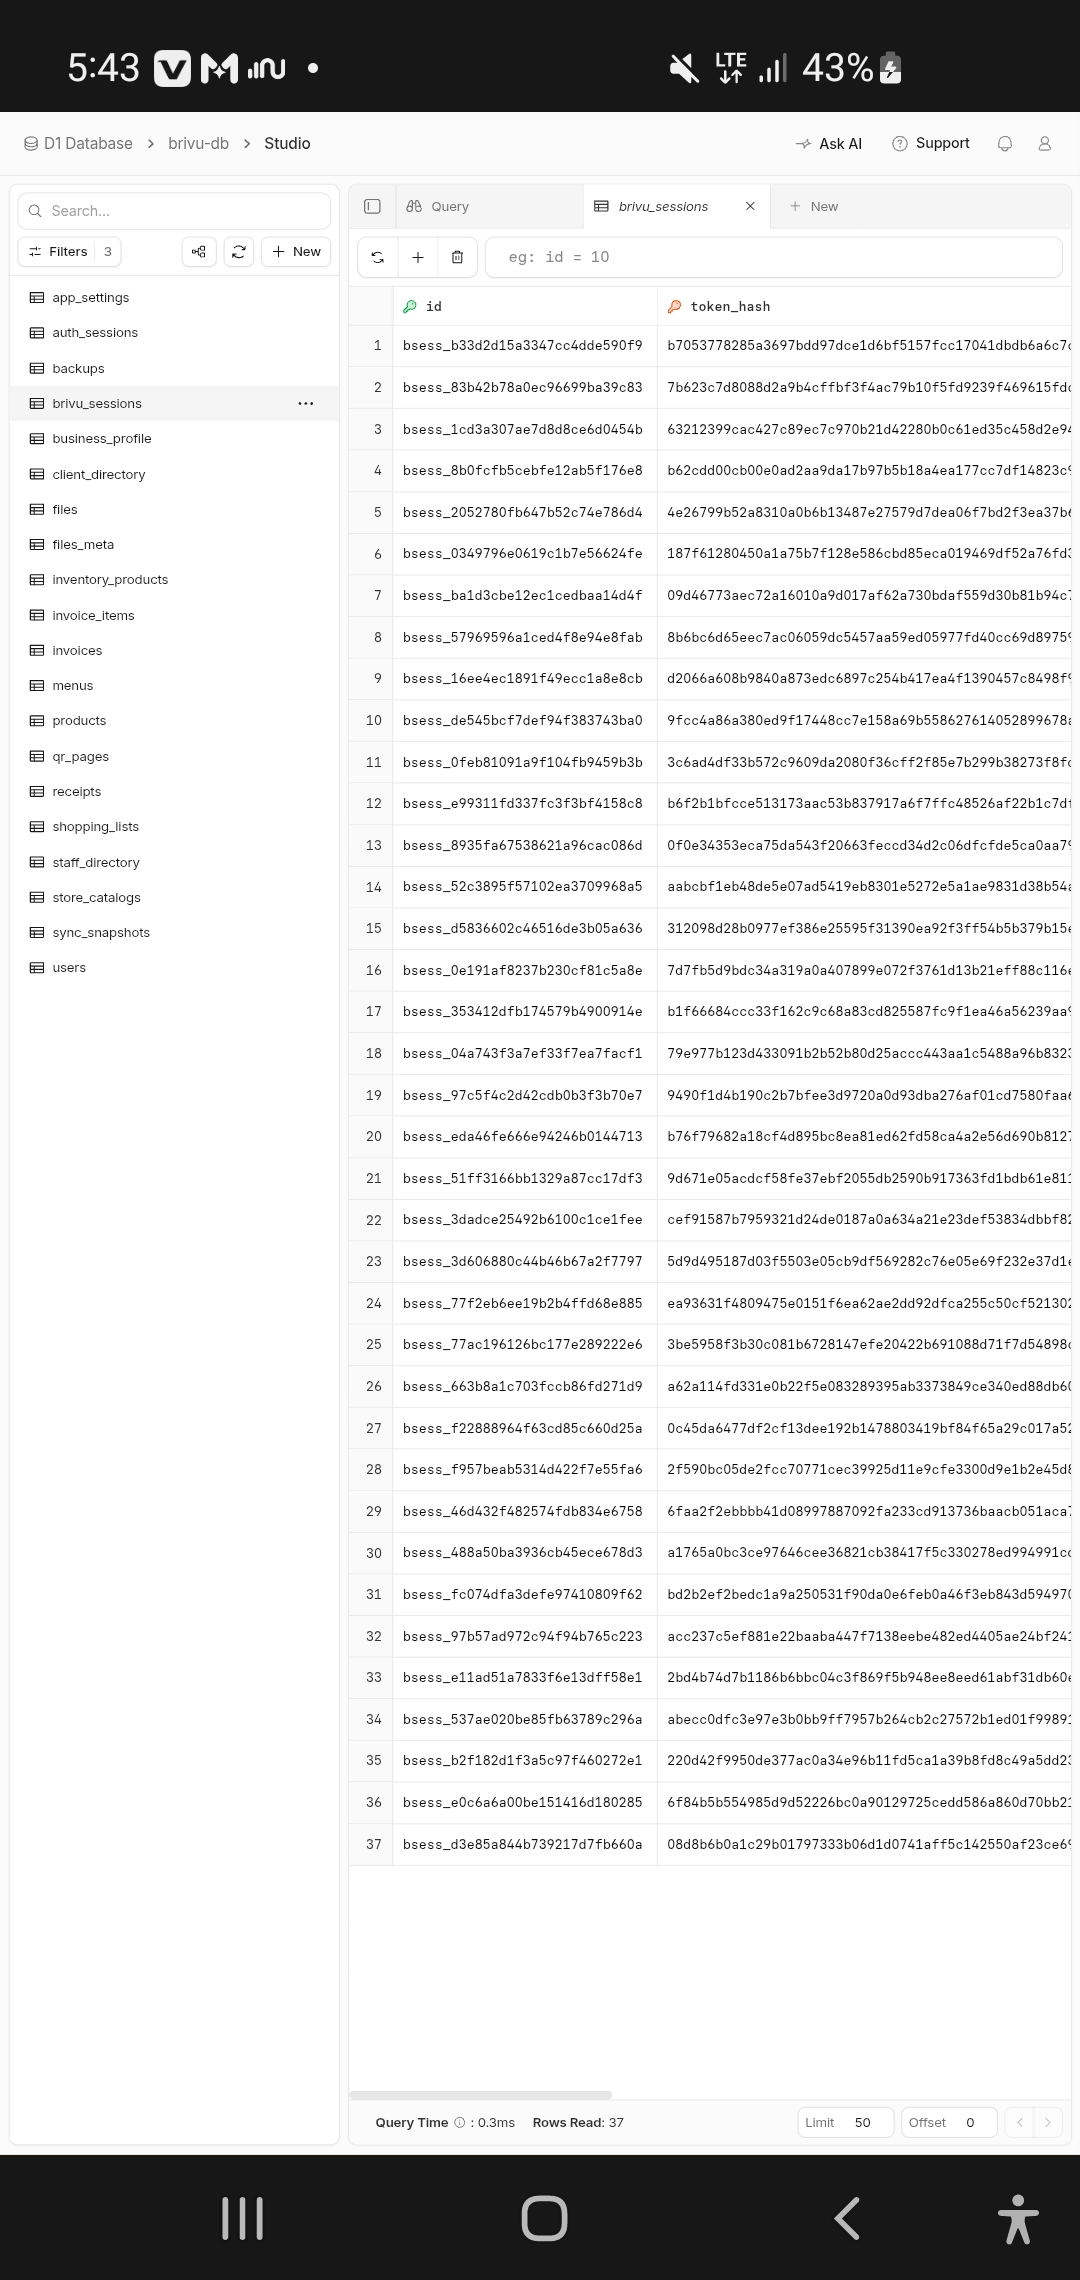 5:43
LTE
43%
D1 Database > brivu-db > Studio
Ask AI
Support
Search...
Filters 3
New
app_settings
auth_sessions
backups
brivu_sessions
business_profile
client_directory
files
files_meta
inventory_products
invoice_items
invoices
menus
products
qr_pages
receipts
shopping_lists
staff_directory
store_catalogs
sync_snapshots
users
Query
brivu_sessions
New
eg: id = 10
id token_hash
1 bsess_b33d2d15a3347cc4dde590f9 b7053778285a3697bdd97dce1d6bf5157fcc17041dbdb6a6c7
2 bsess_83b42b78a0ec96699ba39c83 7b623c7d8088d2a9b4cffbf3f4ac79b10f5fd9239f469615fd
3 bsess_1cd3a307ae7d8d8ce6d0454b 63212399cac427c89ec7c970b21d42280b0c61ed35c458d2e94
4 bsess_8b0fcfb5cebfe12ab5f176e8 b62cdd00cb00e0ad2aa9da17b97b5b18a4ea177cc7df14823c
5 bsess_2052780fb647b52c74e786d4 4e26799b52a8310a0b6b13487e27579d7dea06f7bd2f3ea37b
6 bsess_0349796e0619c1b7e56624fe 187f61280450a1a75b7f128e586cbd85eca019469df52a76fd
7 bsess_ba1d3cbe12ec1cedbaa14d4f 09d46773aec72a16010a9d017af62a730bdaf559d30b81b94c
8 bsess_57969596a1ced4f8e94e8fab 8b6bc6d65eec7ac06059dc5457aa59ed05977fd40cc69d8975
9 bsess_16ee4ec1891f49ecc1a8e8cb d2066a608b9840a873edc6897c254b417ea4f1390457c8498f
10 bsess_de545bcf7def94f383743ba0 9fcc4a86a380ed9f17448cc7e158a69b558627614052899678
11 bsess_0feb81091a9f104fb9459b3b 3c6ad4df33b572c9609da2080f36cff2f85e7b299b38273f8f
12 bsess_e99311fd337fc3f3bf4158c8 b6f2b1bfcce513173aac53b837917a6f7ffc48526af22b1c7d
13 bsess_8935fa67538621a96cac086d 0f0e34353eca75da543f20663feccd34d2c06dfcfde5ca0aa7
14 bsess_52c3895f57102ea3709968a5 aabcbf1eb48de5e07ad5419eb8301e5272e5a1ae9831d38b54
15 bsess_d5836602c46516de3b05a636 312098d28b0977ef386e25595f31390ea92f3ff54b5b379b15
16 bsess_0e191af8237b230cf81c5a8e 7d7fb5d9bdc34a319a0a407899e072f3761d13b21eff88c116
17 bsess_353412dfb174579b4900914e b1f66684ccc33f162c9c68a83cd825587fc9f1ea46a56239aa
18 bsess_04a743f3a7ef33f7ea7facf1 79e977b123d433091b2b52b80d25accc443aa1c5488a96b832
19 bsess_97c5f4c2d42cdb0b3f3b70e7 9490f1d4b190c2b7bfee3d9720a0d93dba276af01cd7580faa
20 bsess_eda46fe666e94246b0144713 b76f79682a18cf4d895bc8ea81ed62fd58ca4a2e56d690b812
21 bsess_51ff3166bb1329a87cc17df3 9d671e05acdcf58fe37ebf2055db2590b917363fd1bdb61e81
22 bsess_3dadce25492b6100c1ce1fee cef91587b7959321d24de0187a0a634a21e23def53834dbbf8
23 bsess_3d606880c44b46b67a2f7797 5d9d495187d03f5503e05cb9df569282c76e05e69f232e37d1
24 bsess_77f2eb6ee19b2b4ffd68e885 ea93631f4809475e0151f6ea62ae2dd92dfca255c50cf52130
25 bsess_77ac196126bc177e289222e6 3be5958f3b30c081b6728147efe20422b691088d71f7d54898
26 bsess_663b8a1c703fccb86fd271d9 a62a114fd331e0b22f5e083289395ab3373849ce340ed88db6
27 bsess_f22888964f63cd85c660d25a 0c45da6477df2cf13dee192b1478803419bf84f65a29c017a5
28 bsess_f957beab5314d422f7e55fa6 2f590bc05de2fcc70771cec39925d11e9cfe3300d9e1b2e45d
29 bsess_46d432f482574fdb834e6758 6faa2f2ebbbb41d08997887092fa233cd913736baacb051aca
30 bsess_488a50ba3936cb45ece678d3 a1765a0bc3ce97646cee36821cb38417f5c330278ed994991c
31 bsess_fc074dfa3defe97410809f62 bd2b2ef2bedc1a9a250531f90da0e6feb0a46f3eb843d59497
32 bsess_97b57ad972c94f94b765c223 acc237c5ef881e22baaba447f7138eebe482ed4405ae24bf24
33 bsess_e11ad51a7833f6e13dff58e1 2bd4b74d7b1186b6bbc04c3f869f5b948ee8eed61abf31db60
34 bsess_537ae020be85fb63789c296a abecc0dfc3e97e3b0bb9ff7957b264cb2c27572b1ed01f9989
35 bsess_b2f182d1f3a5c97f460272e1 220d42f9950de377ac0a34e96b11fd5ca1a39b8fd8c49a5dd2
36 bsess_e0c6a6a00be151416d180285 6f84b5b554985d9d52226bc0a90129725cedd586a860d70bb2
37 bsess_d3e85a844b739217d7fb660a 08d8b6b0a1c29b01797333b06d1d0741aff5c142550af23ce6
Query Time : 0.3ms Rows Read: 37
Limit 50
Offset 0